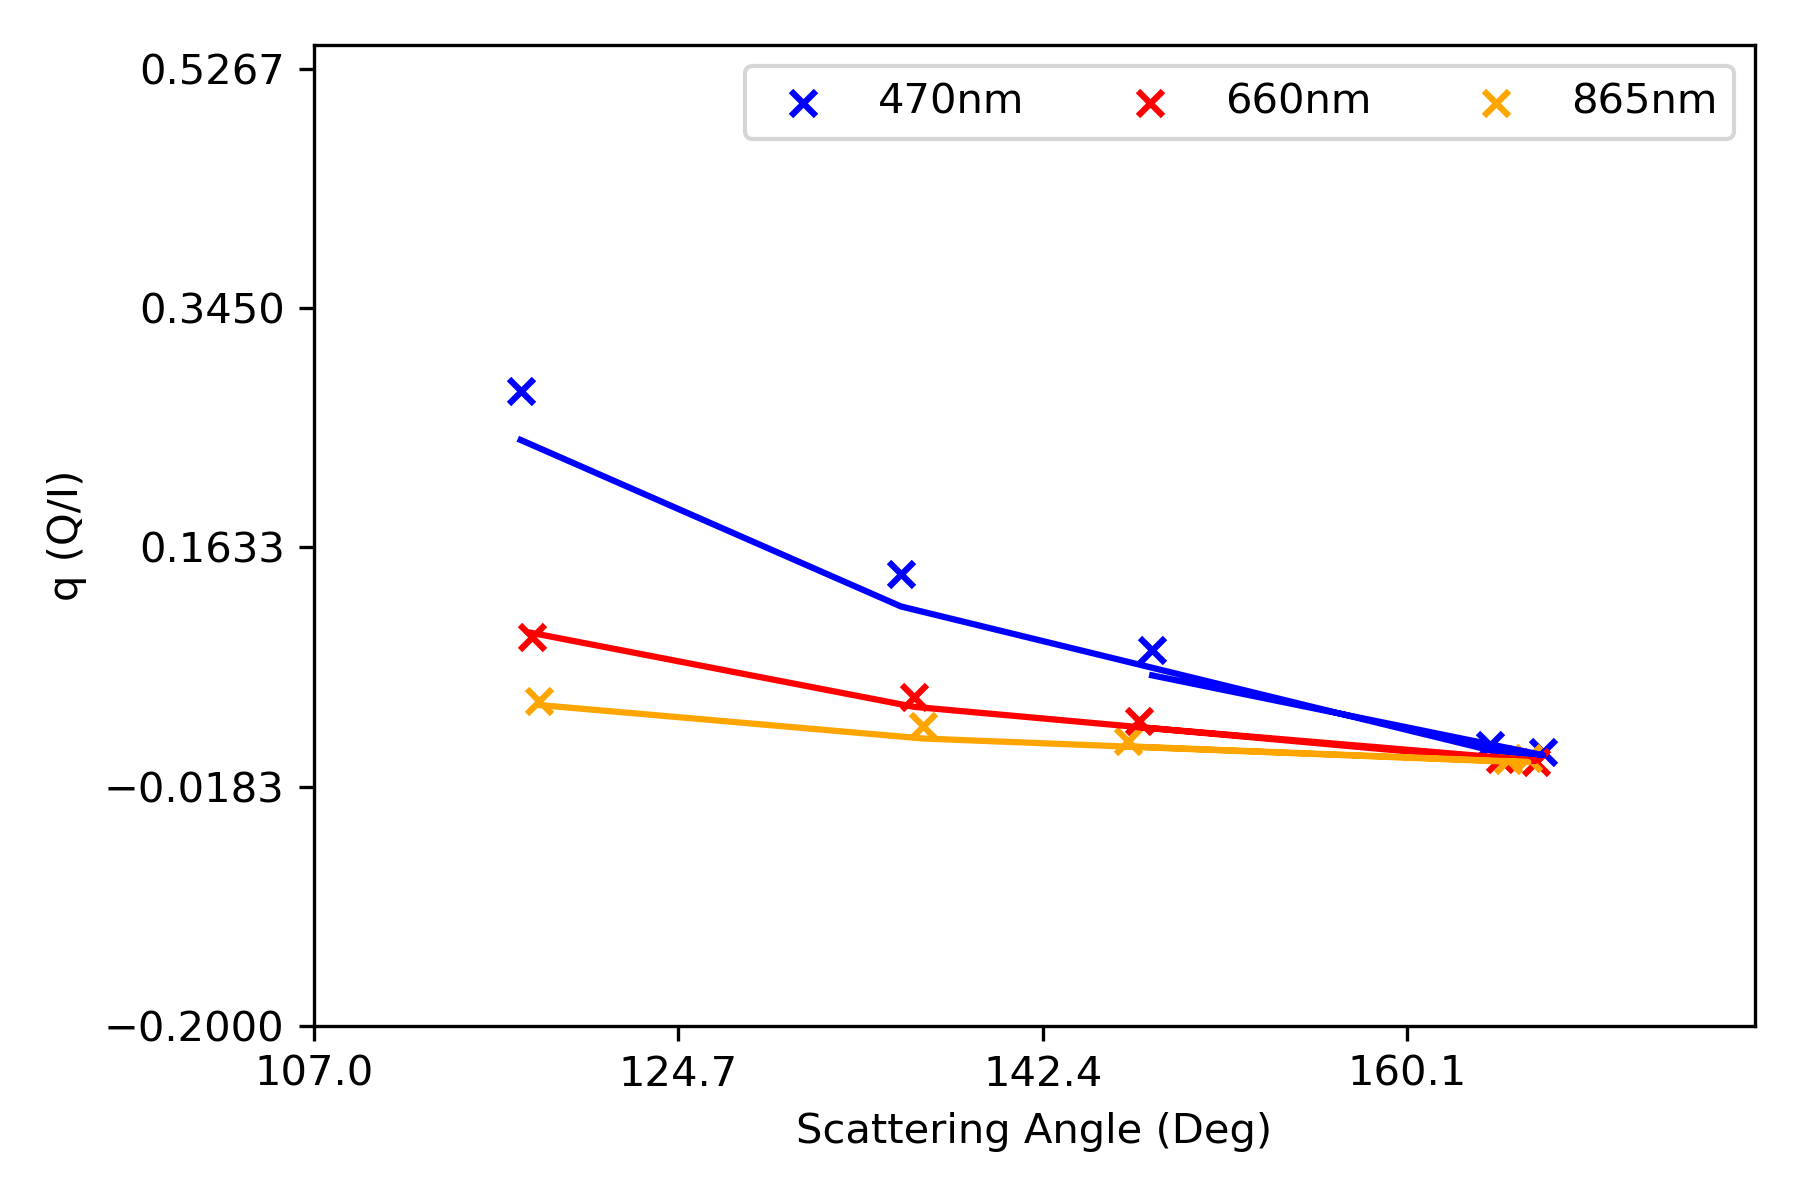 0.5267
0.3450
0.1633
−0.0183
−0.2000
q (Q/I)
470nm 660nm 865nm
107.0 124.7 142.4 160.1
Scattering Angle (Deg)